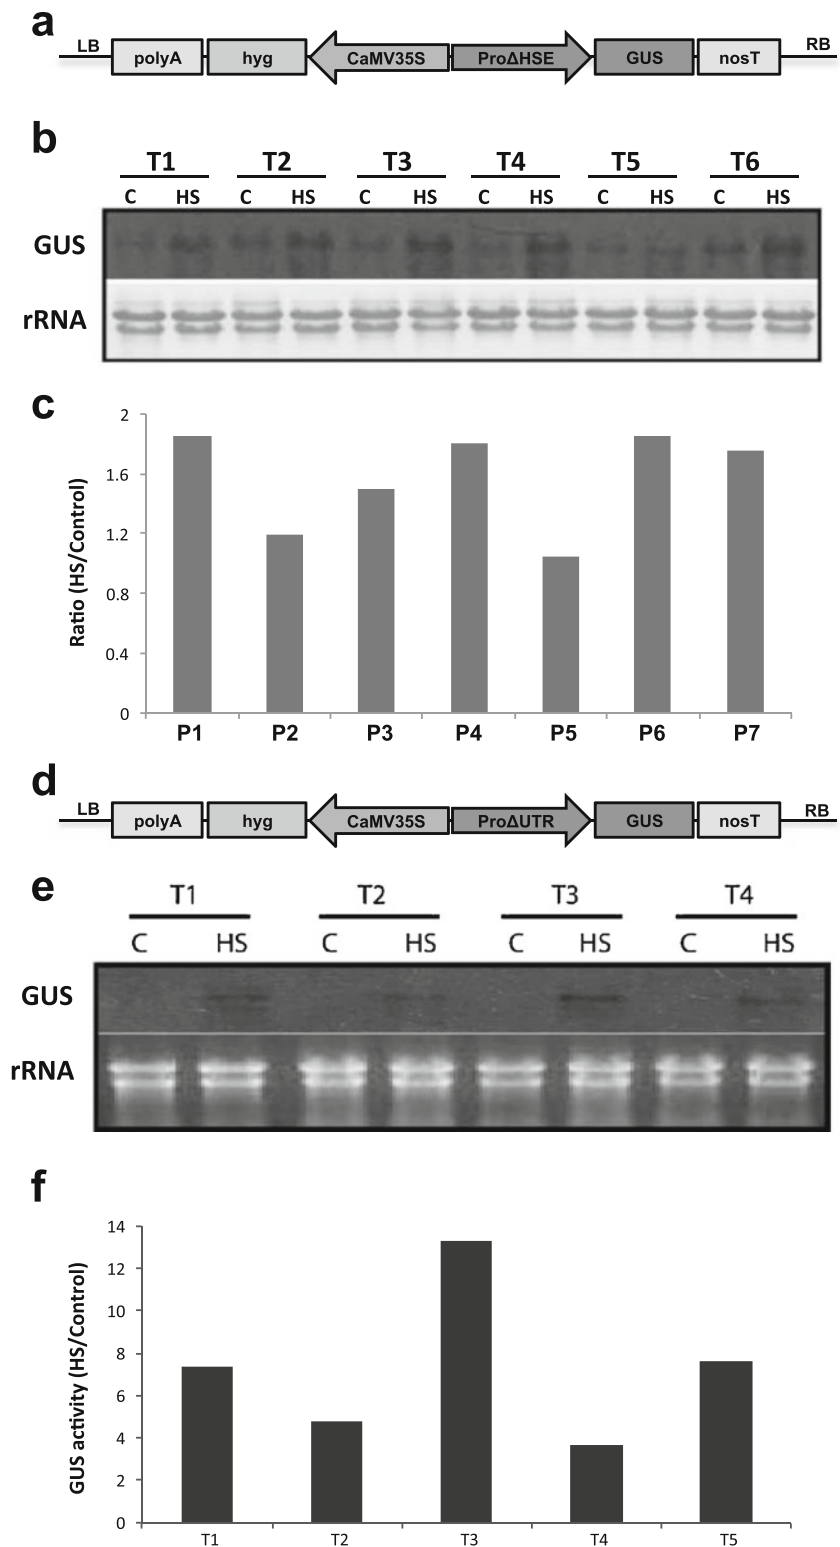 a
LB polyA hyg CaMV35S ProΔHSE GUS nosT RB
b
T1 T2 T3 T4 T5 T6
C HS C HS C HS C HS C HS C HS
GUS
rRNA
c
Ratio (HS/Control)
2
1.6
1.2
0.8
0.4
0
P1 P2 P3 P4 P5 P6 P7
d
LB polyA hyg CaMV35S ProΔUTR GUS nosT RB
e
T1 T2 T3 T4
C HS C HS C HS C HS
GUS
rRNA
f
GUS activity (HS/Control)
14
12
10
8
6
4
2
0
T1 T2 T3 T4 T5